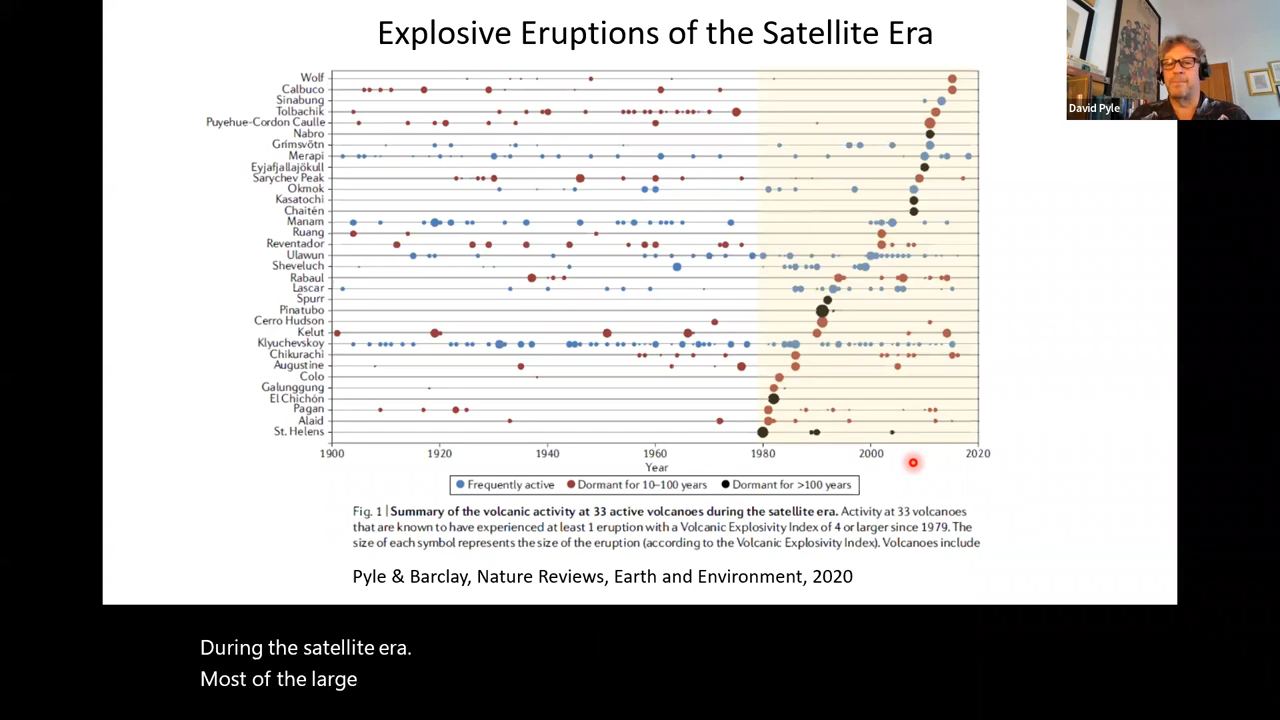 Explosive Eruptions of the Satellite Era
David Pyle
Wolf
Calbuco
Sinabung
Tolbachik
Puyehue-Cordon Caulle
Nabro
Grímsvötn
Merapi
Eyjafjallajökull
Sarychev Peak
Okmok
Kasatochi
Chaitén
Manam
Ruang
Reventador
Ulawun
Sheveluch
Rabaul
Lascar
Spurr
Pinatubo
Cerro Hudson
Kelut
Klyuchevskoy
Chikurachi
Augustine
Colo
Galunggung
El Chichón
Pagan
Alaid
St. Helens
1900 1920 1940 1960 1980 2000 2020
Year
Frequently active Dormant for 10–100 years Dormant for >100 years
Fig. 1 | Summary of the volcanic activity at 33 active volcanoes during the satellite era. Activity at 33 volcanoes
that are known to have experienced at least 1 eruption with a Volcanic Explosivity Index of 4 or larger since 1979. The
size of each symbol represents the size of the eruption (according to the Volcanic Explosivity Index). Volcanoes include
Pyle & Barclay, Nature Reviews, Earth and Environment, 2020
During the satellite era.
Most of the large